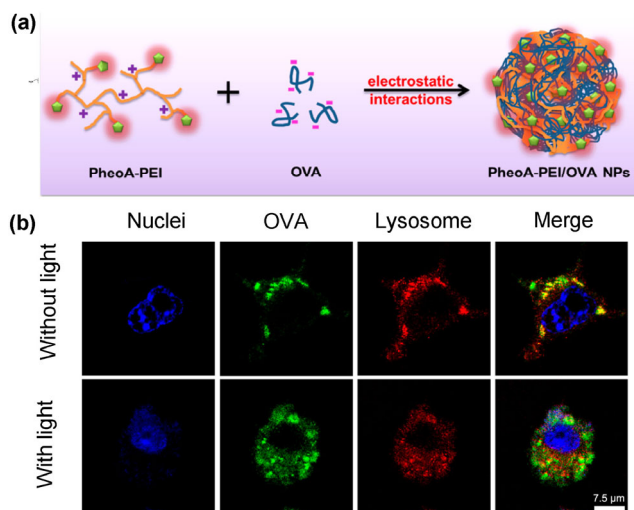 (a)
+
electrostatic
interactions
PheoA-PEI
OVA
PheoA-PEI/OVA NPs
(b)
Nuclei
OVA
Lysosome
Merge
Without light
With light
7.5 µm